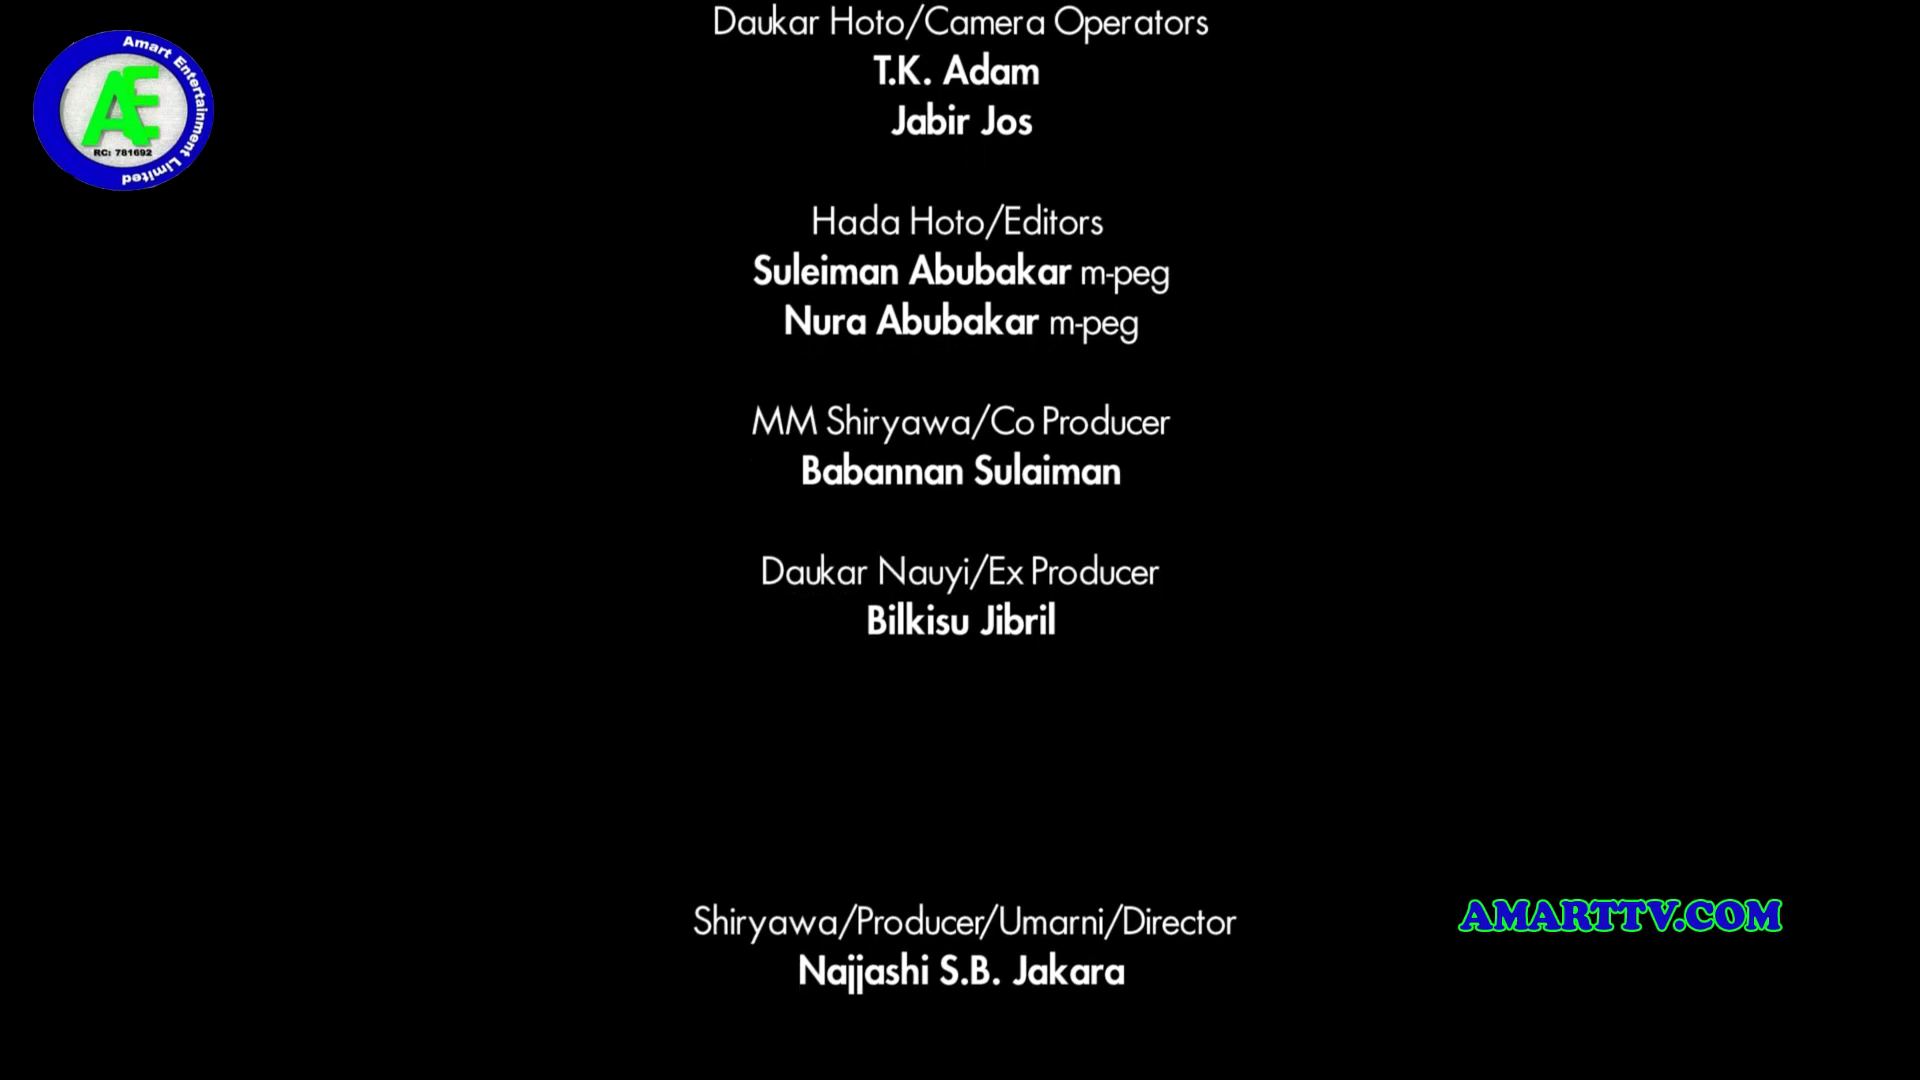 Daukar Hoto/Camera Operators
T.K. Adam
Jabir Jos
Amart Entertainment Limited
AE
RC: 781692
Hada Hoto/Editors
Suleiman Abubakar m-peg
Nura Abubakar m-peg
MM Shiryawa/Co Producer
Babannan Sulaiman
Daukar Nauyi/Ex Producer
Bilkisu Jibril
Shiryawa/Producer/Umarni/Director
Najjashi S.B. Jakara
AMARTTV.COM